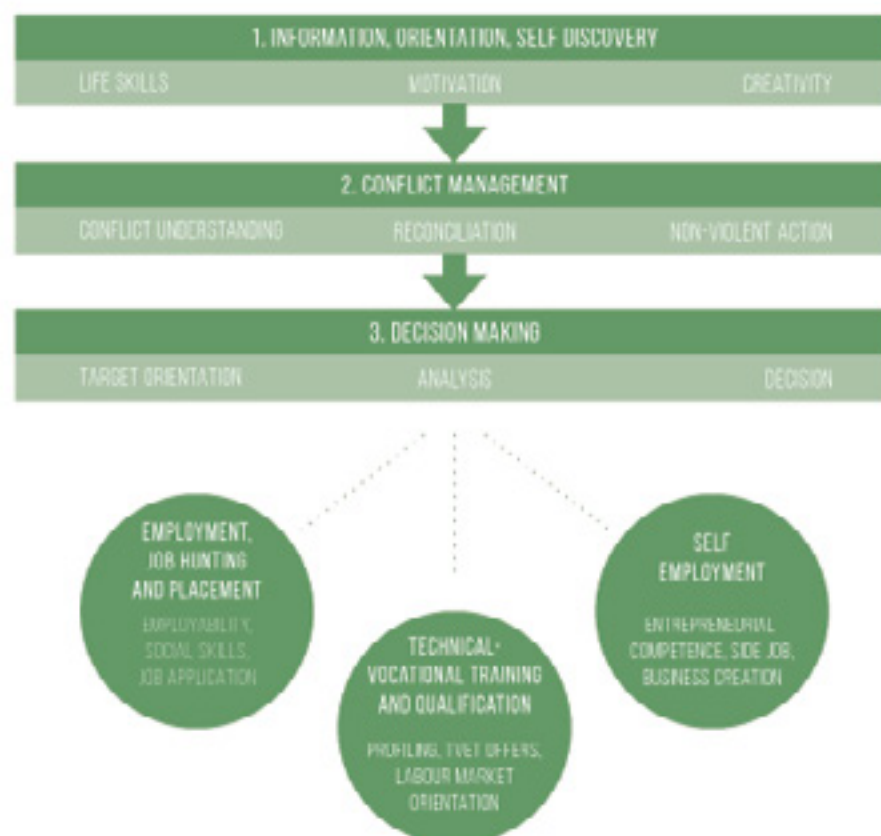 1. INFORMATION, ORIENTATION, SELF DISCOVERY
LIFE SKILLS MOTIVATION CREATIVITY
2. CONFLICT MANAGEMENT
CONFLICT UNDERSTANDING RECONCILIATION NON-VIOLENT ACTION
3. DECISION MAKING
TARGET ORIENTATION ANALYSIS DECISION
EMPLOYMENT,
JOB HUNTING
AND PLACEMENT
EMPLOYABILITY,
SOCIAL SKILLS,
JOB APPLICATION
TECHNICAL-
VOCATIONAL TRAINING
AND QUALIFICATION
PROFILING, TVET OFFERS,
LABOUR MARKET
ORIENTATION
SELF
EMPLOYMENT
ENTREPRENEURIAL
COMPETENCE, SIDE JOB,
BUSINESS CREATION